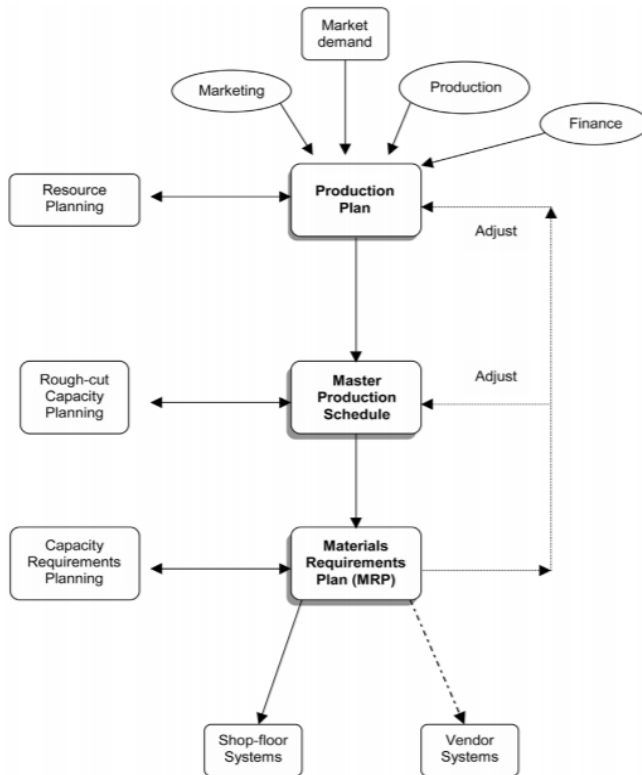 Market
demand
Marketing
Production
Finance
Resource
Planning
Production
Plan
Adjust
Rough-cut
Capacity
Planning
Master
Production
Schedule
Adjust
Capacity
Requirements
Planning
Materials
Requirements
Plan (MRP)
Shop-floor
Systems
Vendor
Systems